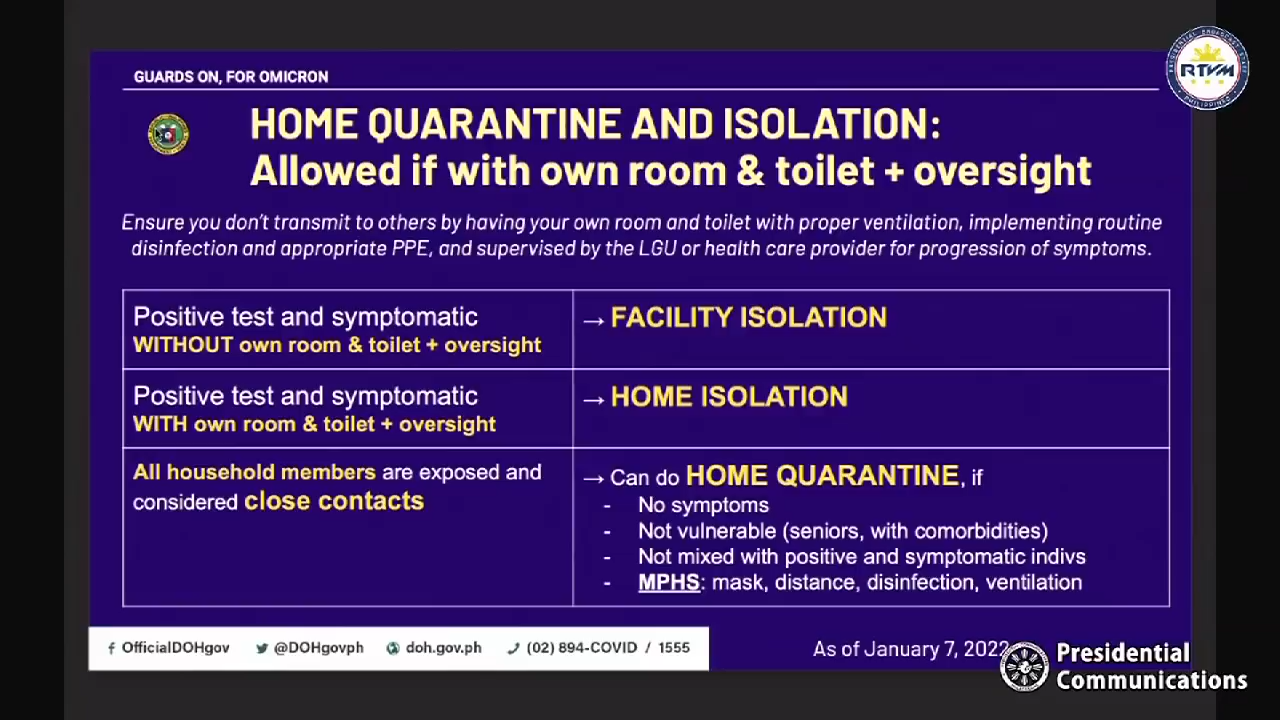 GUARDS ON, FOR OMICRON
RTVM
PHILIPPINES
HOME QUARANTINE AND ISOLATION:
Allowed if with own room & toilet + oversight
Ensure you don't transmit to others by having your own room and toilet with proper ventilation, implementing routine
disinfection and appropriate PPE, and supervised by the LGU or health care provider for progression of symptoms.
Positive test and symptomatic
WITHOUT own room & toilet + oversight
→ FACILITY ISOLATION
Positive test and symptomatic
WITH own room & toilet + oversight
→ HOME ISOLATION
All household members are exposed and
considered close contacts
→ Can do HOME QUARANTINE, if
- No symptoms
- Not vulnerable (seniors, with comorbidities)
- Not mixed with positive and symptomatic indivs
- MPHS: mask, distance, disinfection, ventilation
OfficialDOHgov @DOHgovph doh.gov.ph (02) 894-COVID / 1555
As of January 7, 2022
Presidential
Communications